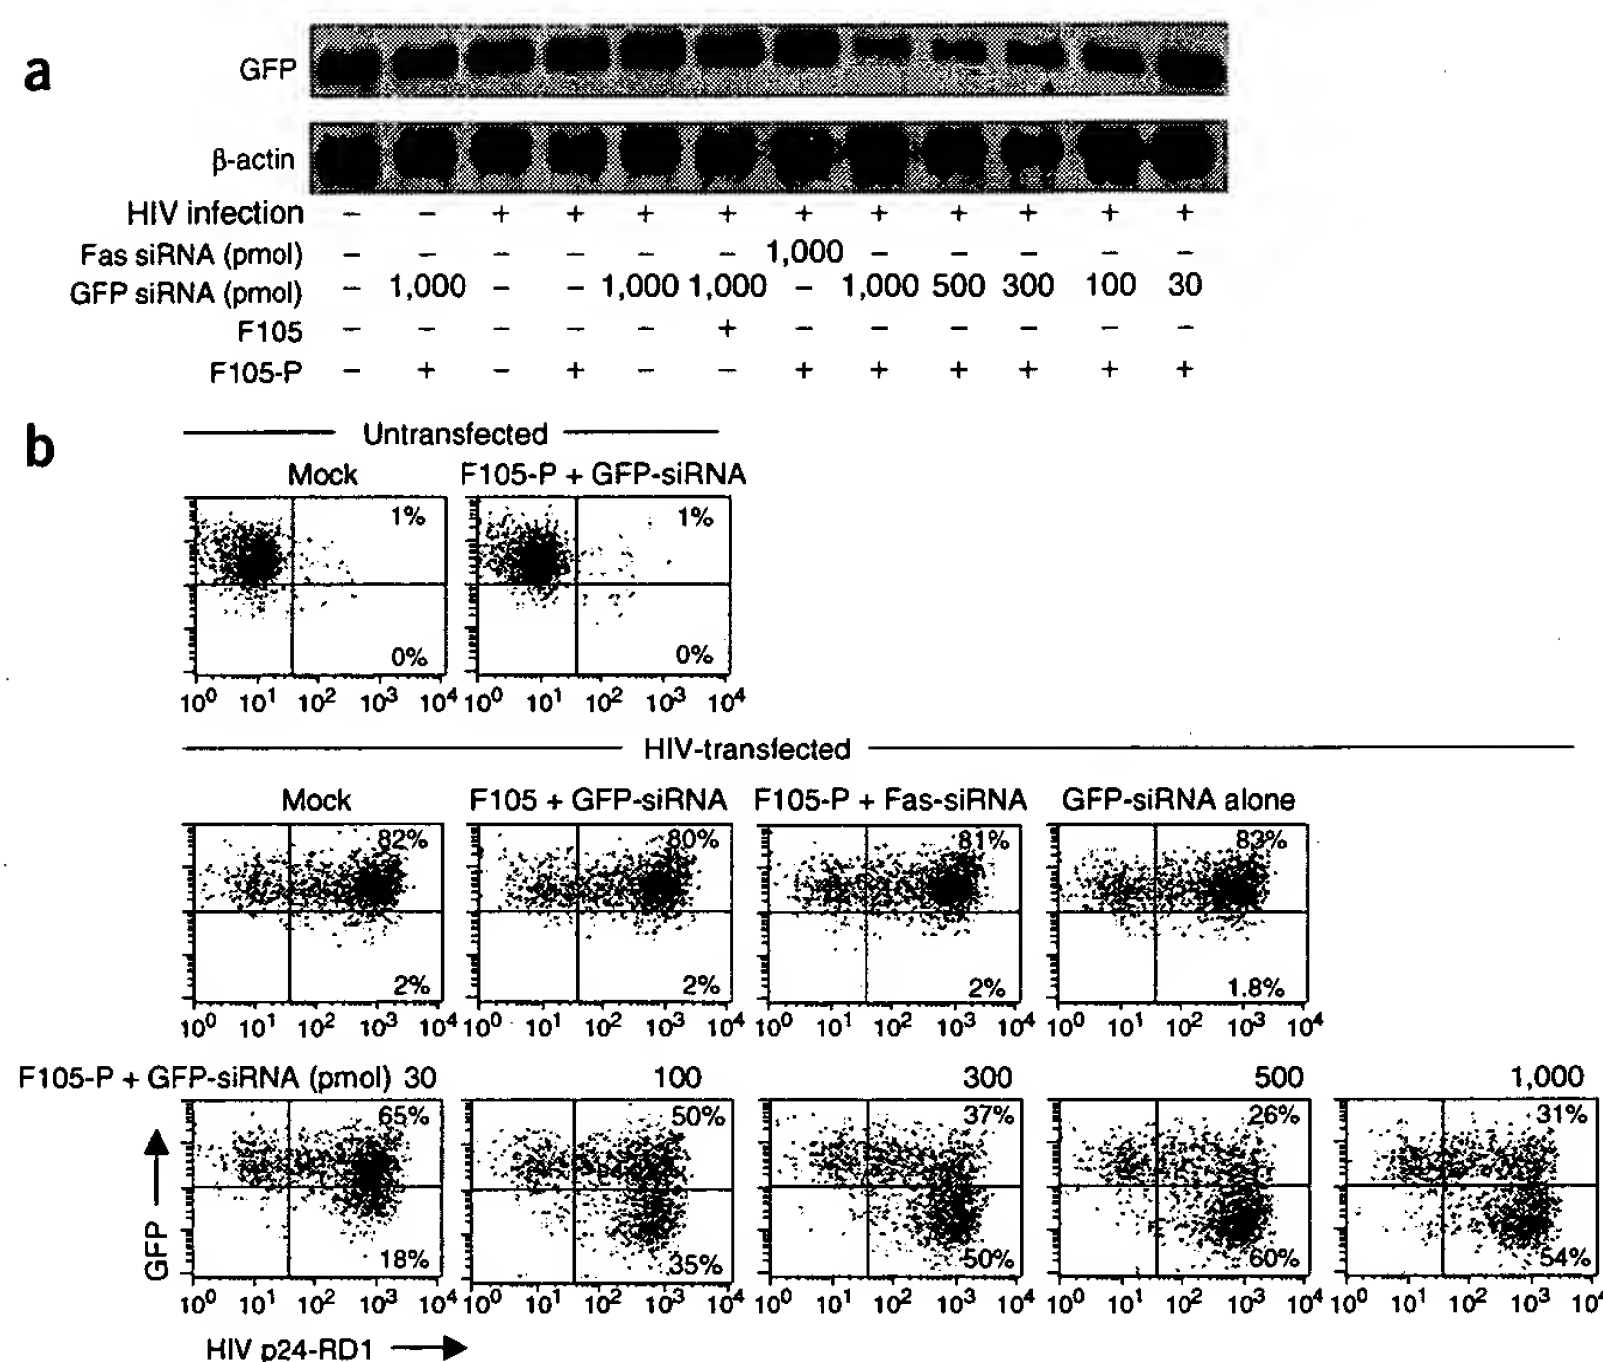 a
GFP
β-actin
HIV infection − − + + + + + + + + + +
Fas siRNA (pmol) − − − − − − 1,000 − − − − −
GFP siRNA (pmol) − 1,000 − − 1,000 1,000 − 1,000 500 300 100 30
F105 − − − − − + − − − − − −
F105-P − + − + − − + + + + + +
b
Untransfected
Mock F105-P + GFP-siRNA
1% 1%
0% 0%
10⁰ 10¹ 10² 10³ 10⁴ 10⁰ 10¹ 10² 10³ 10⁴
HIV-transfected
Mock F105 + GFP-siRNA F105-P + Fas-siRNA GFP-siRNA alone
82% 80% 81% 83%
2% 2% 2% 1.8%
10⁰ 10¹ 10² 10³ 10⁴ 10⁰ 10¹ 10² 10³ 10⁴ 10⁰ 10¹ 10² 10³ 10⁴ 10⁰ 10¹ 10² 10³ 10⁴
F105-P + GFP-siRNA (pmol) 30 100 300 500 1,000
65% 50% 37% 26% 31%
GFP
18% 35% 50% 60% 54%
10⁰ 10¹ 10² 10³ 10⁴ 10⁰ 10¹ 10² 10³ 10⁴ 10⁰ 10¹ 10² 10³ 10⁴ 10⁰ 10¹ 10² 10³ 10⁴ 10⁰ 10¹ 10² 10³ 10⁴
HIV p24-RD1